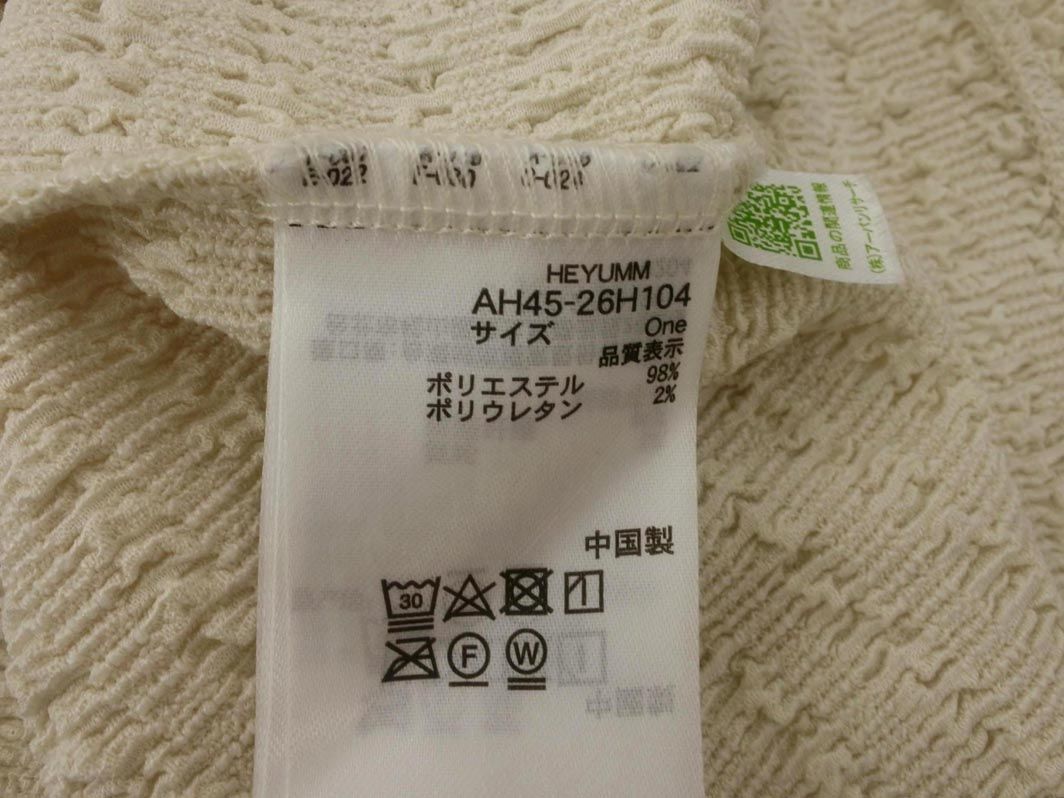 HEYUMM
AH45-26H104
サイズ One
品質表示
ポリエステル 98%
ポリウレタン 2%
中国製
30
F W
商品の関連情報
(株)アーバンリサーチ